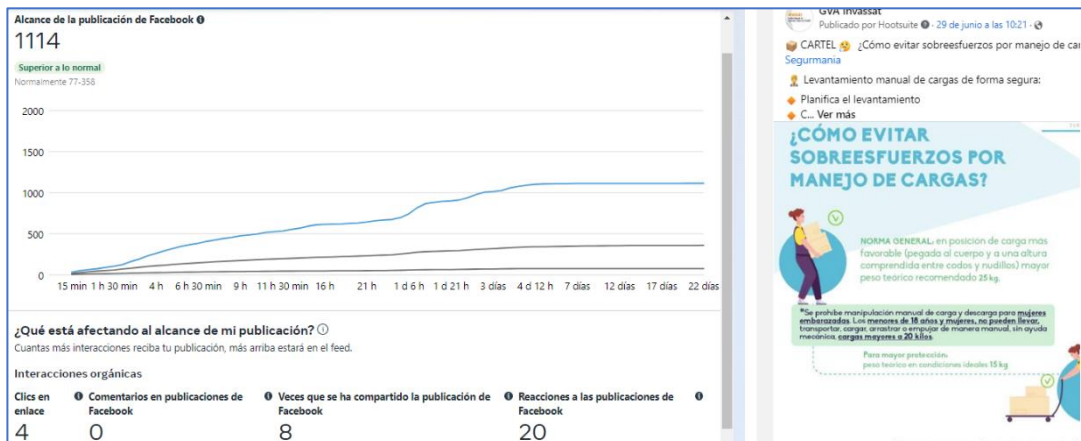 Alcance de la publicación de Facebook
1114
Superior a lo normal
Normalmente 77-358
2000
1500
1000
500
0
15 min 1 h 30 min 4 h 6 h 30 min 9 h 11 h 30 min 16 h 21 h 1 d 6 h 1 d 21 h 3 días 4 d 12 h 7 días 12 días 17 días 22 días
¿Qué está afectando al alcance de mi publicación?
Cuantas más interacciones reciba tu publicación, más arriba estará en el feed.
Interacciones orgánicas
Clics en enlace
4
Comentarios en publicaciones de Facebook
0
Veces que se ha compartido la publicación de Facebook
8
Reacciones a las publicaciones de Facebook
20
GVA Invassat
Publicado por Hootsuite · 29 de junio a las 10:21 ·
CARTEL ¿Cómo evitar sobreesfuerzos por manejo de car
Segurmania
Levantamiento manual de cargas de forma segura:
Planifica el levantamiento
C... Ver más
¿CÓMO EVITAR
SOBREESFUERZOS POR
MANEJO DE CARGAS?
NORMA GENERAL: en posición de carga más
favorable (pegada al cuerpo y a una altura
comprendida entre codos y nudillos) mayor
peso teórico recomendado 25 kg.
*Se prohíbe manipulación manual de carga y descarga para mujeres
embarazadas. Los menores de 18 años y mujeres, no pueden llevar,
transportar, cargar, arrastrar o empujar de manera manual, sin ayuda
mecánica, cargas mayores a 20 kilos.
Para mayor protección:
peso teórico en condiciones ideales 15 kg